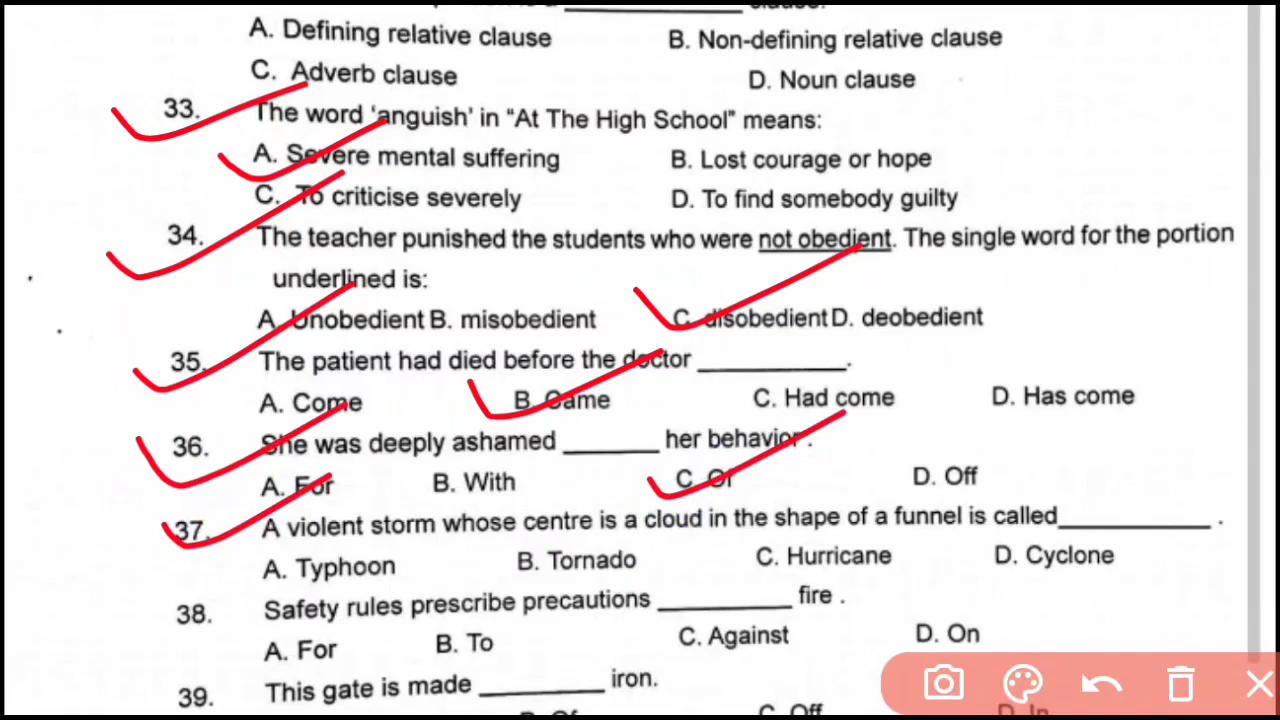 clause.
A. Defining relative clause B. Non-defining relative clause
C. Adverb clause D. Noun clause
33. The word 'anguish' in “At The High School” means:
A. Severe mental suffering B. Lost courage or hope
C. To criticise severely D. To find somebody guilty
34. The teacher punished the students who were not obedient. The single word for the portion
underlined is:
A. Unobedient B. misobedient C. disobedient D. deobedient
35. The patient had died before the doctor ____________.
A. Come B. Came C. Had come D. Has come
36. She was deeply ashamed _______ her behavior .
A. For B. With C. Of D. Off
37. A violent storm whose centre is a cloud in the shape of a funnel is called____________ .
A. Typhoon B. Tornado C. Hurricane D. Cyclone
38. Safety rules prescribe precautions __________ fire .
A. For B. To C. Against D. On
39. This gate is made _________ iron.
B. Of C. Off D. In